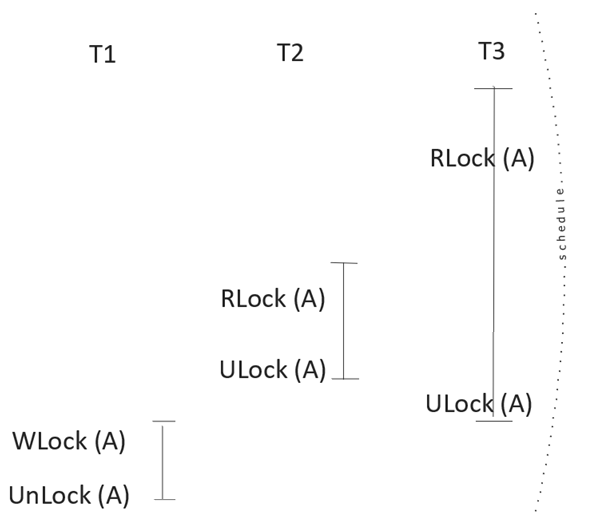 T1 T2 T3
RLock (A)
RLock (A)
ULock (A)
ULock (A)
WLock (A)
UnLock (A)
schedule